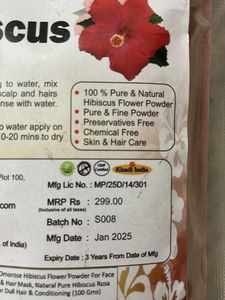 scus
g to water, mix
scalp and hairs
nse with water.
o water apply on
0-20 mins to dry
• 100 % Pure & Natural
Hibiscus Flower Powder
• Pure & Fine Powder
• Preservatives Free
• Chemical Free
• Skin & Hair Care
Plot 100,
Khadi India
Mfg Lic No. : MP/25D/14/301
.com
MRP Rs : 299.00
(Inclusive of all taxes)
Batch No : S008
of India)
Mfg Date : Jan 2025
Expiry Date : 3 Years From Date of Mfg
Omorose Hibiscus Flower Powder For Face
& Hair Mask, Natural Pure Hibiscus Rosa
r Dull Hair & Conditioning (100 Gms)